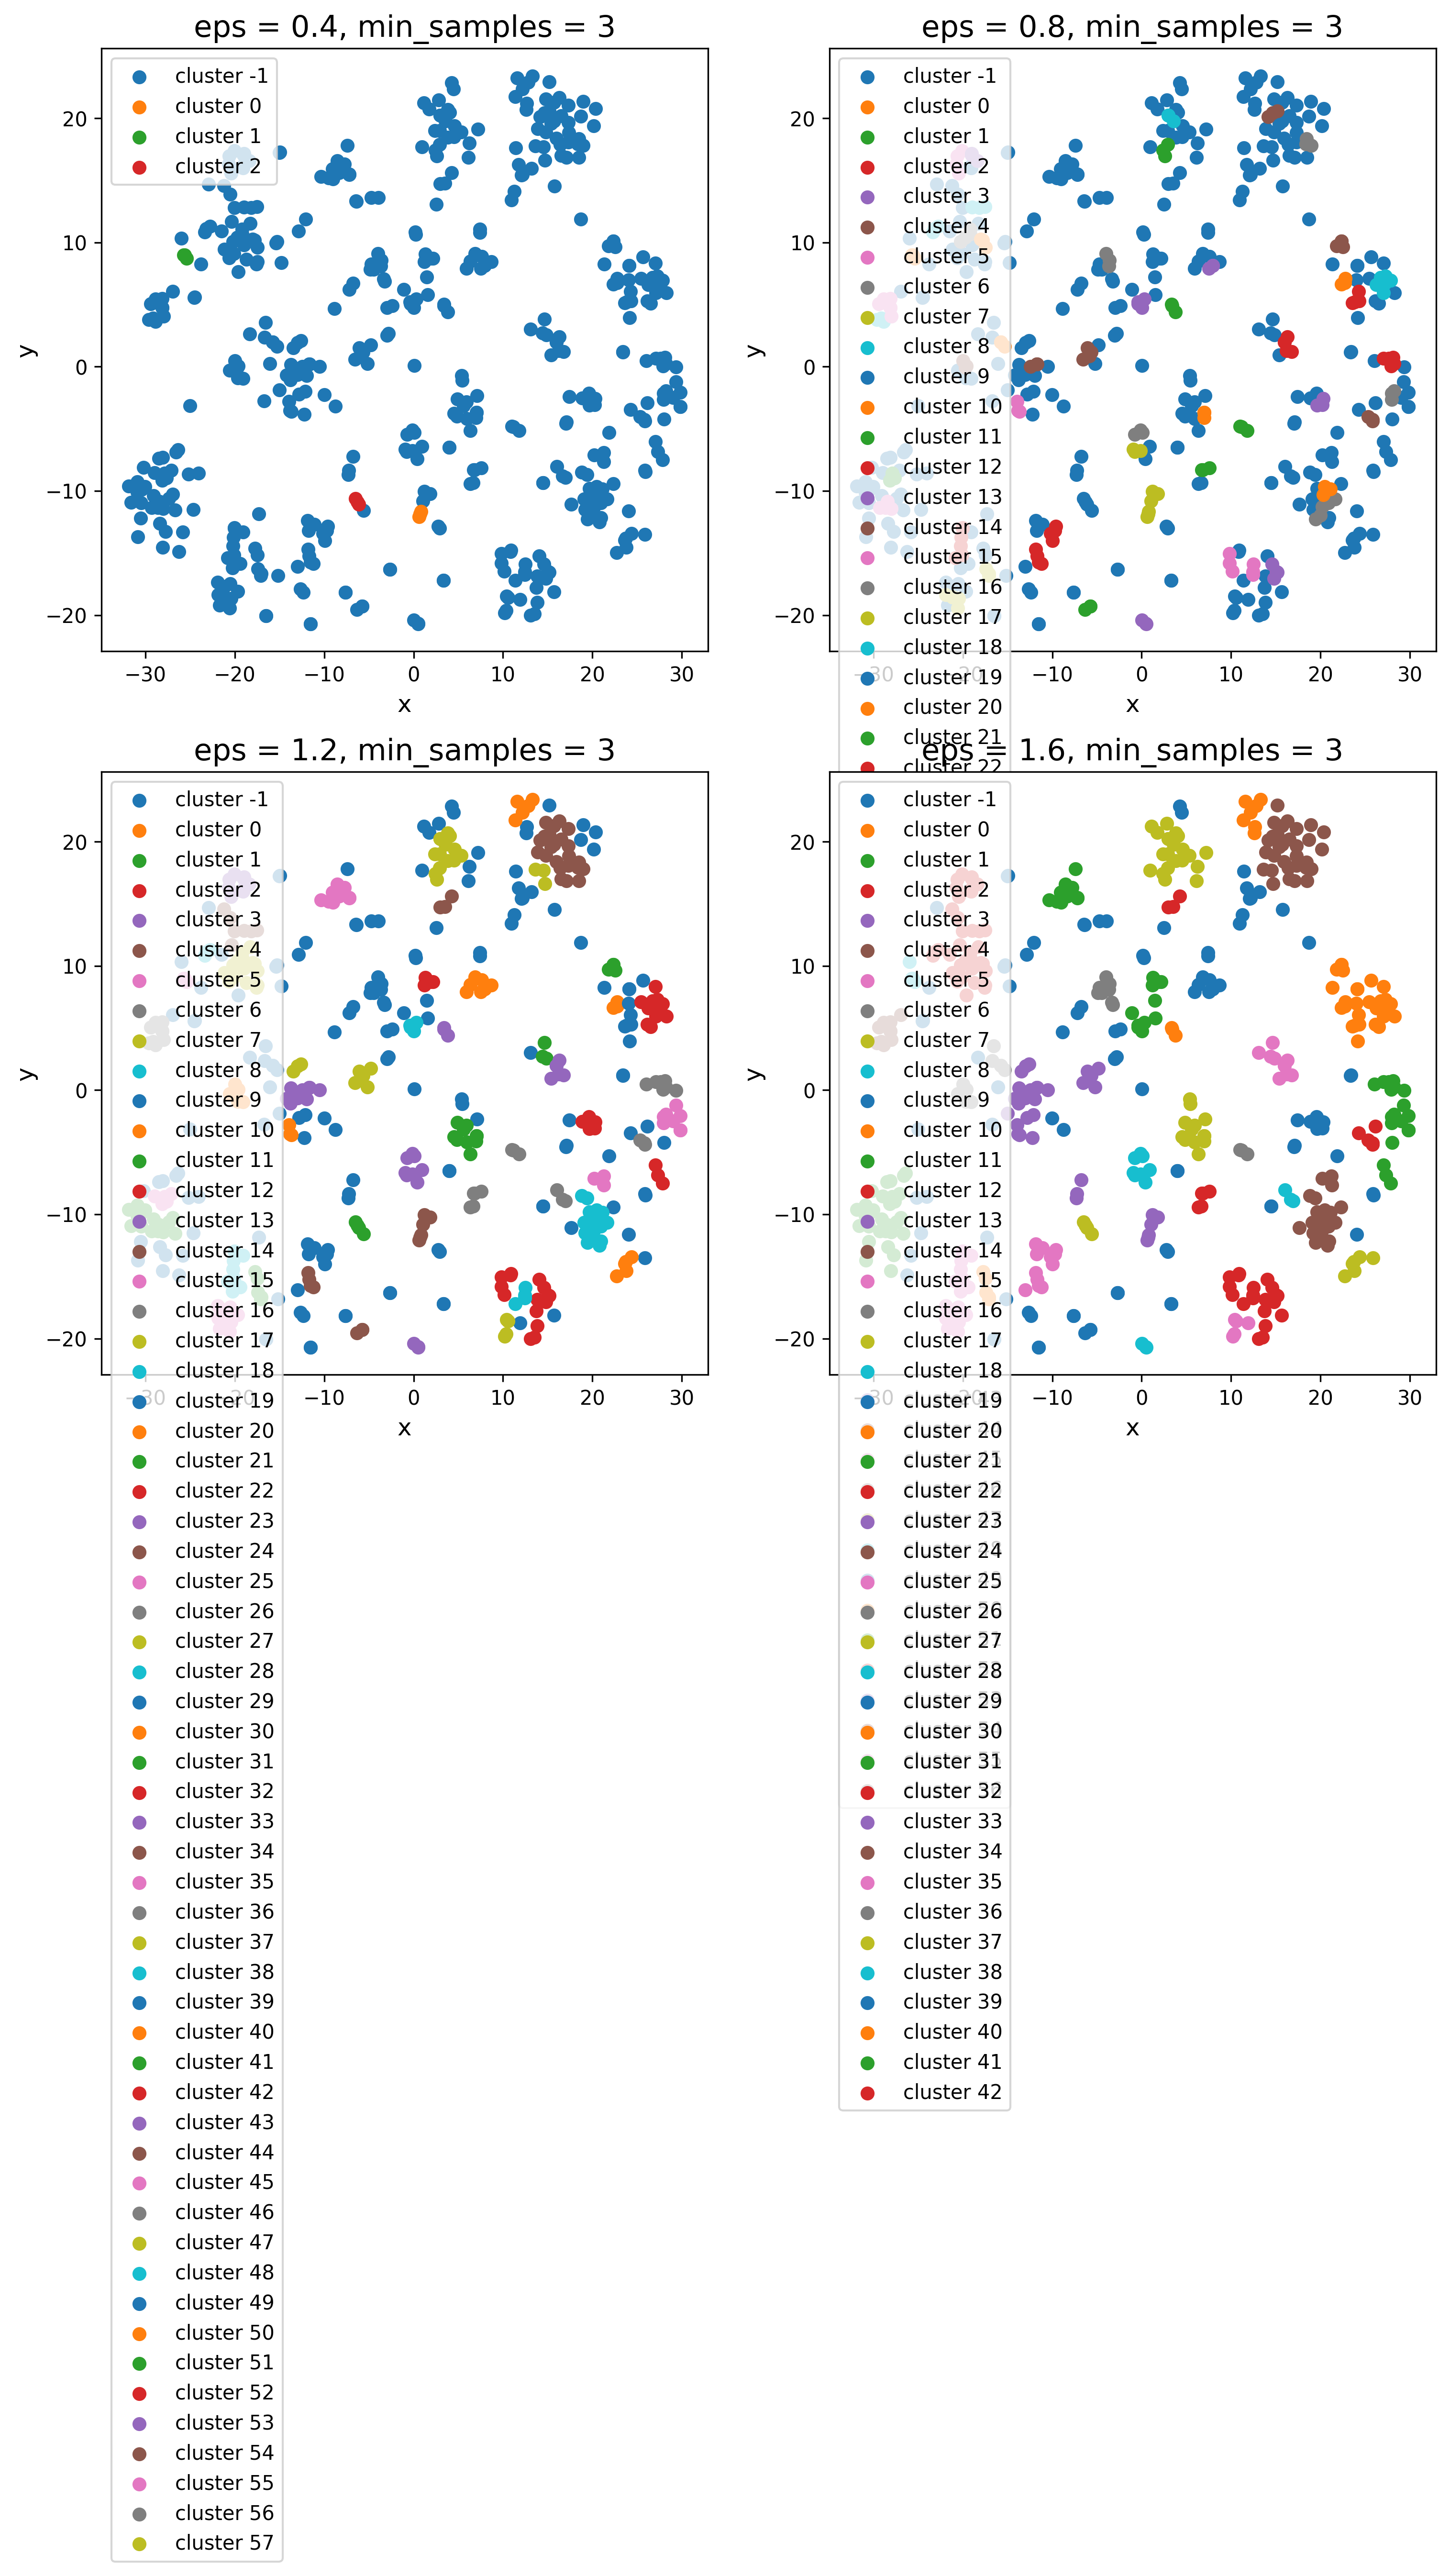 eps = 0.4, min_samples = 3
cluster -1
cluster 0
cluster 1
cluster 2
y
20
10
0
−10
−20
−30
−20
−10
0
10
20
30
x
eps = 0.8, min_samples = 3
cluster -1
cluster 0
cluster 1
cluster 2
cluster 3
cluster 4
cluster 5
cluster 6
cluster 7
cluster 8
cluster 9
cluster 10
cluster 11
cluster 12
cluster 13
cluster 14
cluster 15
cluster 16
cluster 17
cluster 18
cluster 19
cluster 20
cluster 21
cluster 22
y
20
10
0
−10
−20
−30
−20
−10
0
10
20
30
x
eps = 1.2, min_samples = 3
cluster -1
cluster 0
cluster 1
cluster 2
cluster 3
cluster 4
cluster 5
cluster 6
cluster 7
cluster 8
cluster 9
cluster 10
cluster 11
cluster 12
cluster 13
cluster 14
cluster 15
cluster 16
cluster 17
cluster 18
cluster 19
cluster 20
cluster 21
cluster 22
cluster 23
cluster 24
cluster 25
cluster 26
cluster 27
cluster 28
cluster 29
cluster 30
cluster 31
cluster 32
cluster 33
cluster 34
cluster 35
cluster 36
cluster 37
cluster 38
cluster 39
cluster 40
cluster 41
cluster 42
cluster 43
cluster 44
cluster 45
cluster 46
cluster 47
cluster 48
cluster 49
cluster 50
cluster 51
cluster 52
cluster 53
cluster 54
cluster 55
cluster 56
cluster 57
y
20
10
0
−10
−20
−30
−20
−10
0
10
20
30
x
eps = 1.6, min_samples = 3
cluster -1
cluster 0
cluster 1
cluster 2
cluster 3
cluster 4
cluster 5
cluster 6
cluster 7
cluster 8
cluster 9
cluster 10
cluster 11
cluster 12
cluster 13
cluster 14
cluster 15
cluster 16
cluster 17
cluster 18
cluster 19
cluster 20
cluster 21
cluster 22
cluster 23
cluster 24
cluster 25
cluster 26
cluster 27
cluster 28
cluster 29
cluster 30
cluster 31
cluster 32
cluster 33
cluster 34
cluster 35
cluster 36
cluster 37
cluster 38
cluster 39
cluster 40
cluster 41
cluster 42
y
20
10
0
−10
−20
−10
0
10
20
30
x